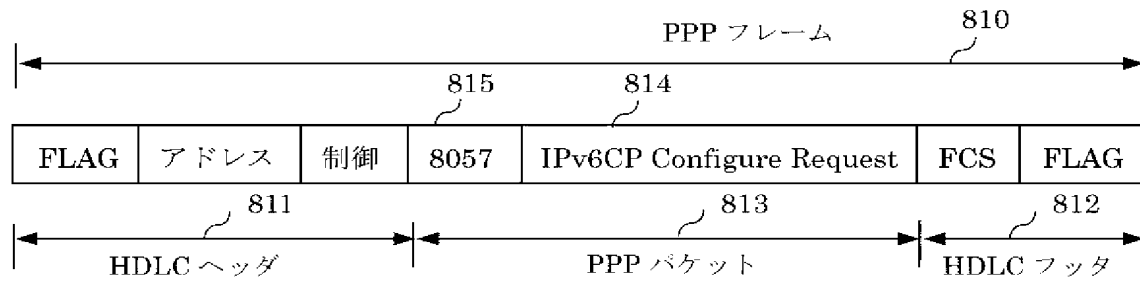 PPP フレーム 810
815 814
FLAG アドレス 制御 8057 IPv6CP Configure Request FCS FLAG
811 813 812
HDLC ヘッダ PPP パケット HDLC フッタ